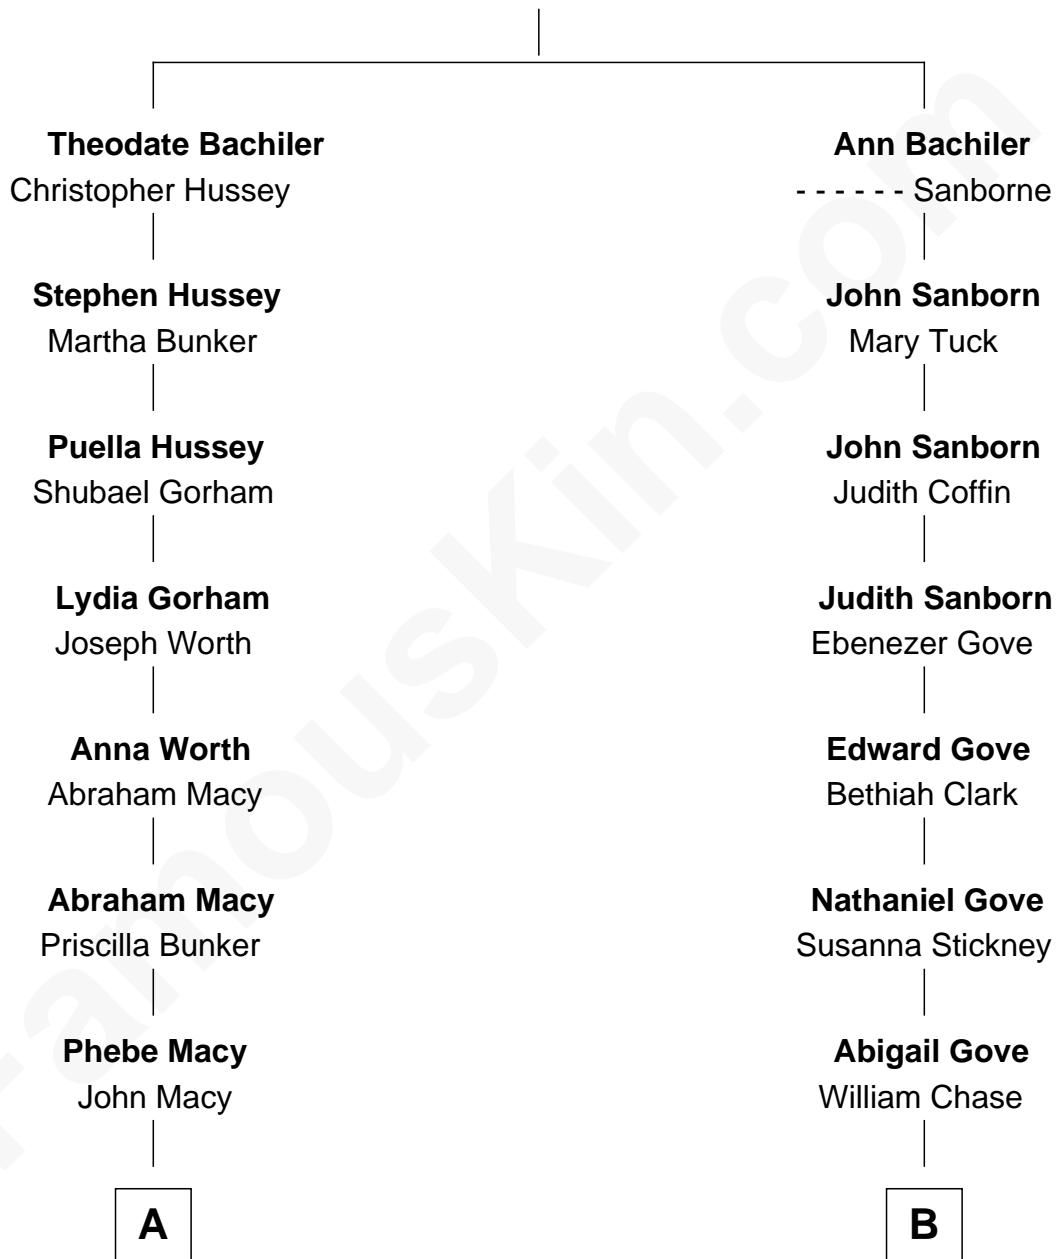 Theodate Bachiler
Christopher Hussey
Ann Bachiler
- - - - - - Sanborne
Stephen Hussey
Martha Bunker
John Sanborn
Mary Tuck
Puella Hussey
Shubael Gorham
John Sanborn
Judith Coffin
Lydia Gorham
Joseph Worth
Judith Sanborn
Ebenezer Gove
Anna Worth
Abraham Macy
Edward Gove
Bethiah Clark
Abraham Macy
Priscilla Bunker
Nathaniel Gove
Susanna Stickney
Phebe Macy
John Macy
Abigail Gove
William Chase
A
B
FamousKin.com